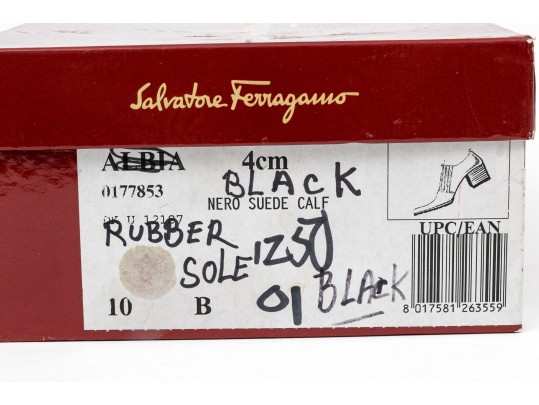 Salvatore Ferragamo
ALBIA 4cm
0177853 BLACK
NERO SUEDE CALF
UPC/EAN
RUBBER
SOLE 1250
10 B 01 BLACK
8 017581 263559